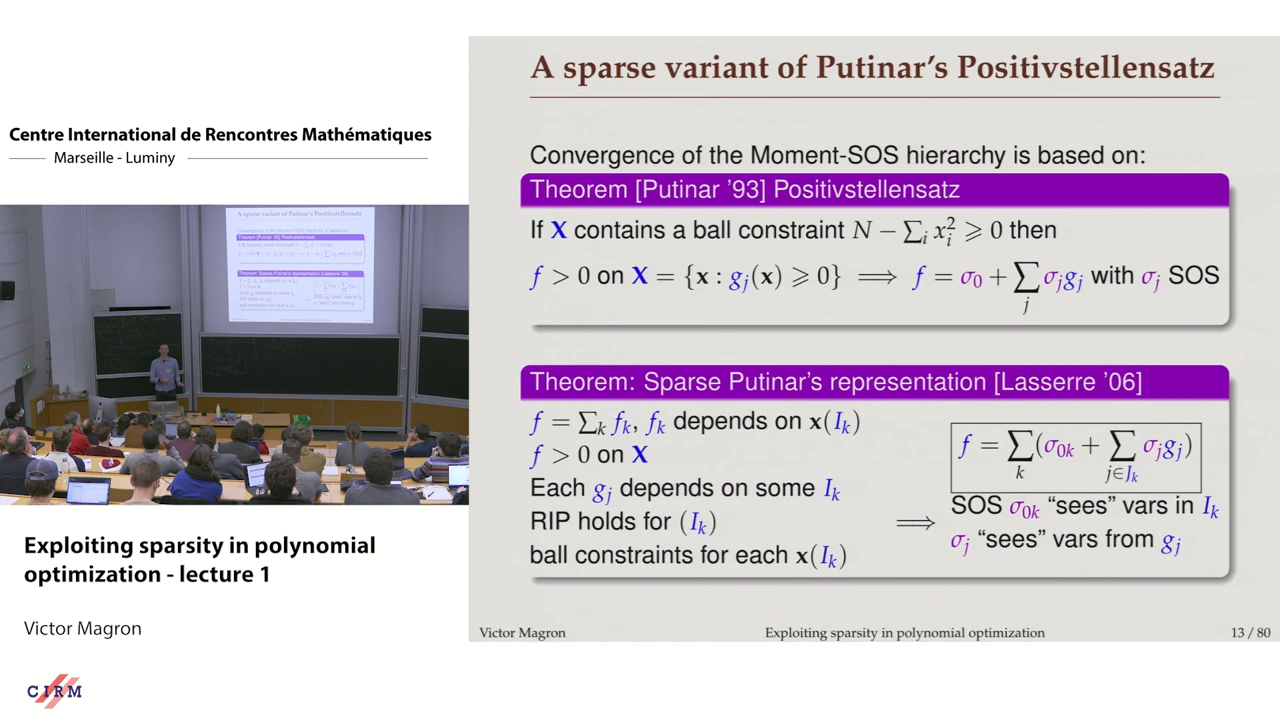 Centre International de Rencontres Mathématiques
Marseille - Luminy
Exploiting sparsity in polynomial
optimization - lecture 1
Victor Magron
CIRM
A sparse variant of Putinar's Positivstellensatz
Convergence of the Moment-SOS hierarchy is based on:
Theorem [Putinar '93] Positivstellensatz
If X contains a ball constraint N − ∑ᵢ xᵢ² ⩾ 0 then
f > 0 on X = {x : gⱼ(x) ⩾ 0} ⟹ f = σ₀ + ∑ⱼ σⱼgⱼ with σⱼ SOS
Theorem: Sparse Putinar's representation [Lasserre '06]
f = ∑ₖ fₖ, fₖ depends on x(Iₖ)
f > 0 on X
Each gⱼ depends on some Iₖ
RIP holds for (Iₖ)
ball constraints for each x(Iₖ)
⟹
f = ∑ₖ(σ₀ₖ + ∑_{j∈Jₖ} σⱼgⱼ)
SOS σ₀ₖ “sees” vars in Iₖ
σⱼ “sees” vars from gⱼ
Victor Magron
Exploiting sparsity in polynomial optimization
13 / 80